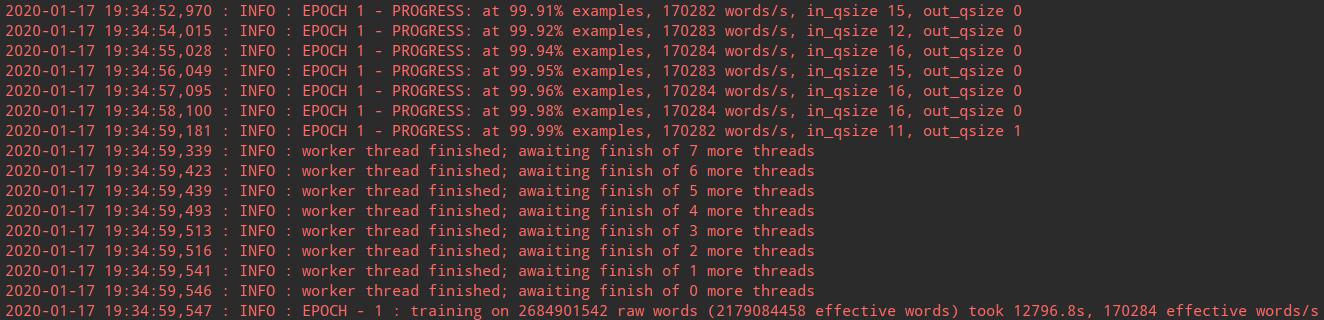 2020-01-17 19:34:52,970 : INFO : EPOCH 1 - PROGRESS: at 99.91% examples, 170282 words/s, in_qsize 15, out_qsize 0
2020-01-17 19:34:54,015 : INFO : EPOCH 1 - PROGRESS: at 99.92% examples, 170283 words/s, in_qsize 12, out_qsize 0
2020-01-17 19:34:55,028 : INFO : EPOCH 1 - PROGRESS: at 99.94% examples, 170284 words/s, in_qsize 16, out_qsize 0
2020-01-17 19:34:56,049 : INFO : EPOCH 1 - PROGRESS: at 99.95% examples, 170283 words/s, in_qsize 15, out_qsize 0
2020-01-17 19:34:57,095 : INFO : EPOCH 1 - PROGRESS: at 99.96% examples, 170284 words/s, in_qsize 16, out_qsize 0
2020-01-17 19:34:58,100 : INFO : EPOCH 1 - PROGRESS: at 99.98% examples, 170284 words/s, in_qsize 16, out_qsize 0
2020-01-17 19:34:59,181 : INFO : EPOCH 1 - PROGRESS: at 99.99% examples, 170282 words/s, in_qsize 11, out_qsize 1
2020-01-17 19:34:59,339 : INFO : worker thread finished; awaiting finish of 7 more threads
2020-01-17 19:34:59,423 : INFO : worker thread finished; awaiting finish of 6 more threads
2020-01-17 19:34:59,439 : INFO : worker thread finished; awaiting finish of 5 more threads
2020-01-17 19:34:59,493 : INFO : worker thread finished; awaiting finish of 4 more threads
2020-01-17 19:34:59,513 : INFO : worker thread finished; awaiting finish of 3 more threads
2020-01-17 19:34:59,516 : INFO : worker thread finished; awaiting finish of 2 more threads
2020-01-17 19:34:59,541 : INFO : worker thread finished; awaiting finish of 1 more threads
2020-01-17 19:34:59,546 : INFO : worker thread finished; awaiting finish of 0 more threads
2020-01-17 19:34:59,547 : INFO : EPOCH - 1 : training on 2684901542 raw words (2179084458 effective words) took 12796.8s, 170284 effective words/s